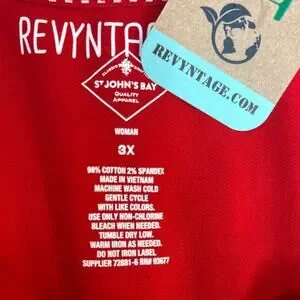 REVYNTA
REVYNTAGE.COM
ST JOHN'S BAY
QUALITY
APPAREL
WOMAN
3X
98% COTTON 2% SPANDEX
MADE IN VIETNAM
MACHINE WASH COLD
GENTLE CYCLE
WITH LIKE COLORS.
USE ONLY NON-CHLORINE
BLEACH WHEN NEEDED.
TUMBLE DRY LOW.
WARM IRON AS NEEDED.
DO NOT IRON LABEL
SUPPLIER 72881-6 RN# 93677